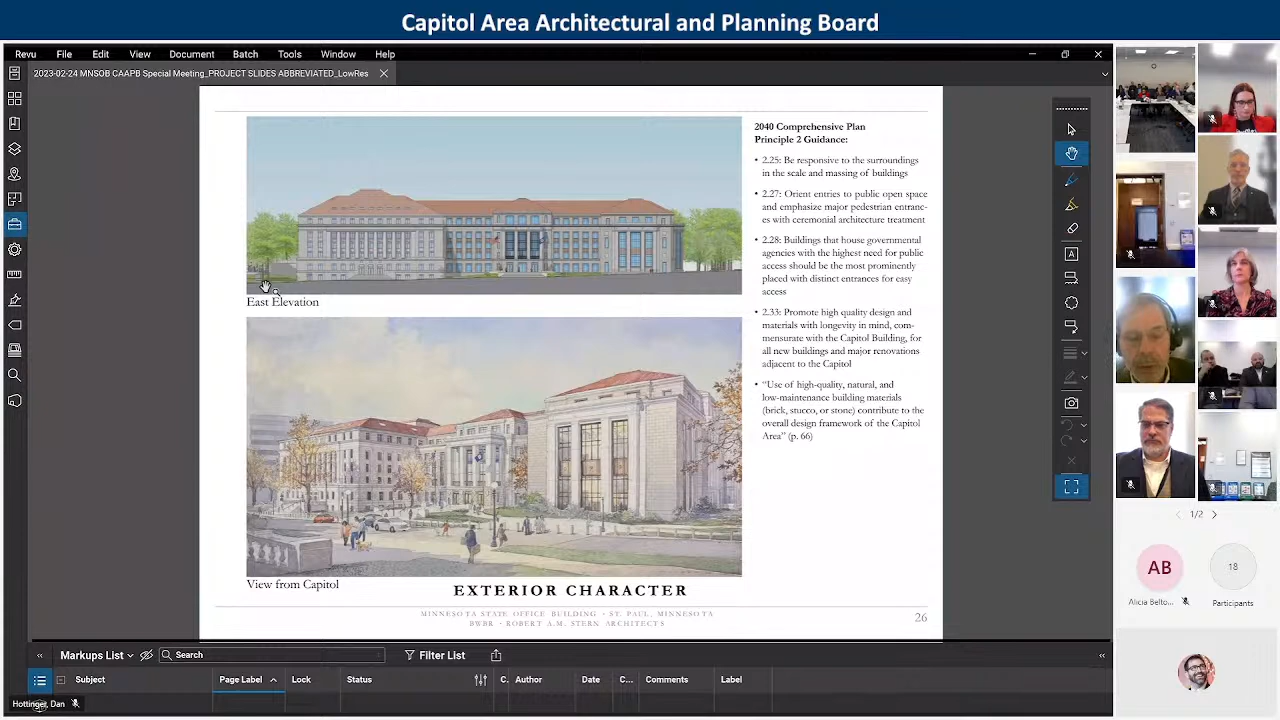 Capitol Area Architectural and Planning Board
Revu File Edit View Document Batch Tools Window Help
2023-02-24 MNSOB CAAPB Special Meeting_PROJECT SLIDES ABBREVIATED_LowRes
East Elevation
View from Capitol
2040 Comprehensive Plan
Principle 2 Guidance:
• 2.25: Be responsive to the surroundings
in the scale and massing of buildings
• 2.27: Orient entries to public open space
and emphasize major pedestrian entranc-
es with ceremonial architecture treatment
• 2.28: Buildings that house governmental
agencies with the highest need for public
access should be the most prominently
placed with distinct entrances for easy
access
• 2.33: Promote high quality design and
materials with longevity in mind, com-
mensurate with the Capitol Building, for
all new buildings and major renovations
adjacent to the Capitol
• “Use of high-quality, natural, and
low-maintenance building materials
(brick, stucco, or stone) contribute to the
overall design framework of the Capitol
Area” (p. 66)
EXTERIOR CHARACTER
MINNESOTA STATE OFFICE BUILDING · ST. PAUL, MINNESOTA
BWBR · ROBERT A.M. STERN ARCHITECTS
26
Markups List Search Filter List
Subject Page Label Lock Status C. Author Date C... Comments Label
Hottinger, Dan
1/2
AB
18
Alicia Belto...
Participants